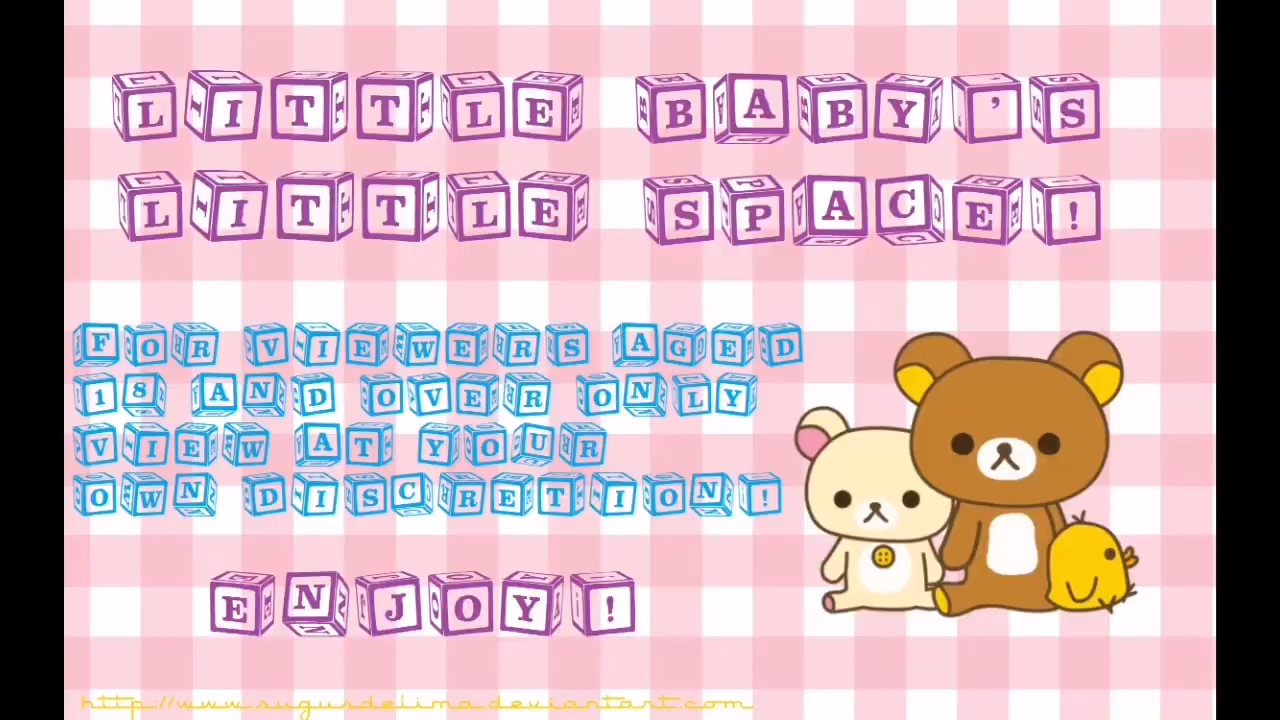 LITTLE BABY'S
LITTLE SPACE!
FOR VIEWERS AGED
18 AND OVER ONLY
VIEW AT YOUR
OWN DISCRETION!
ENJOY!
http://www.sugusdelima.deviantart.com